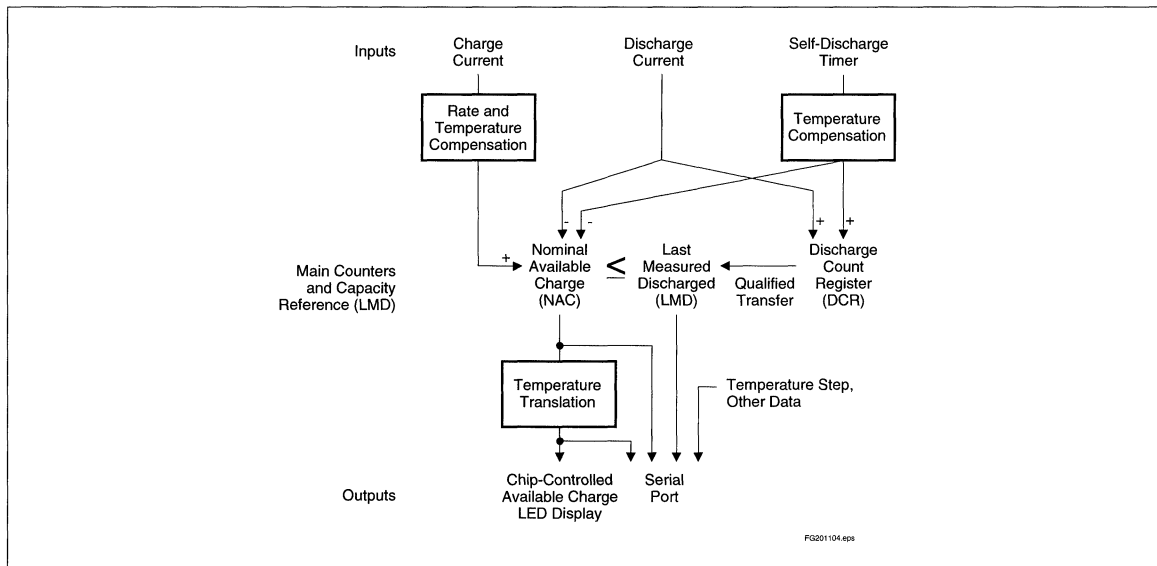 Inputs
Charge
Current
Discharge
Current
Self-Discharge
Timer
Rate and
Temperature
Compensation
Temperature
Compensation
- -
+ +
+
Main Counters
and Capacity
Reference (LMD)
Nominal
Available
Charge
(NAC)
≤
Last
Measured
Discharged
(LMD)
Qualified
Transfer
Discharge
Count
Register
(DCR)
Temperature
Translation
Temperature Step,
Other Data
Outputs
Chip-Controlled
Available Charge
LED Display
Serial
Port
FG201104.eps